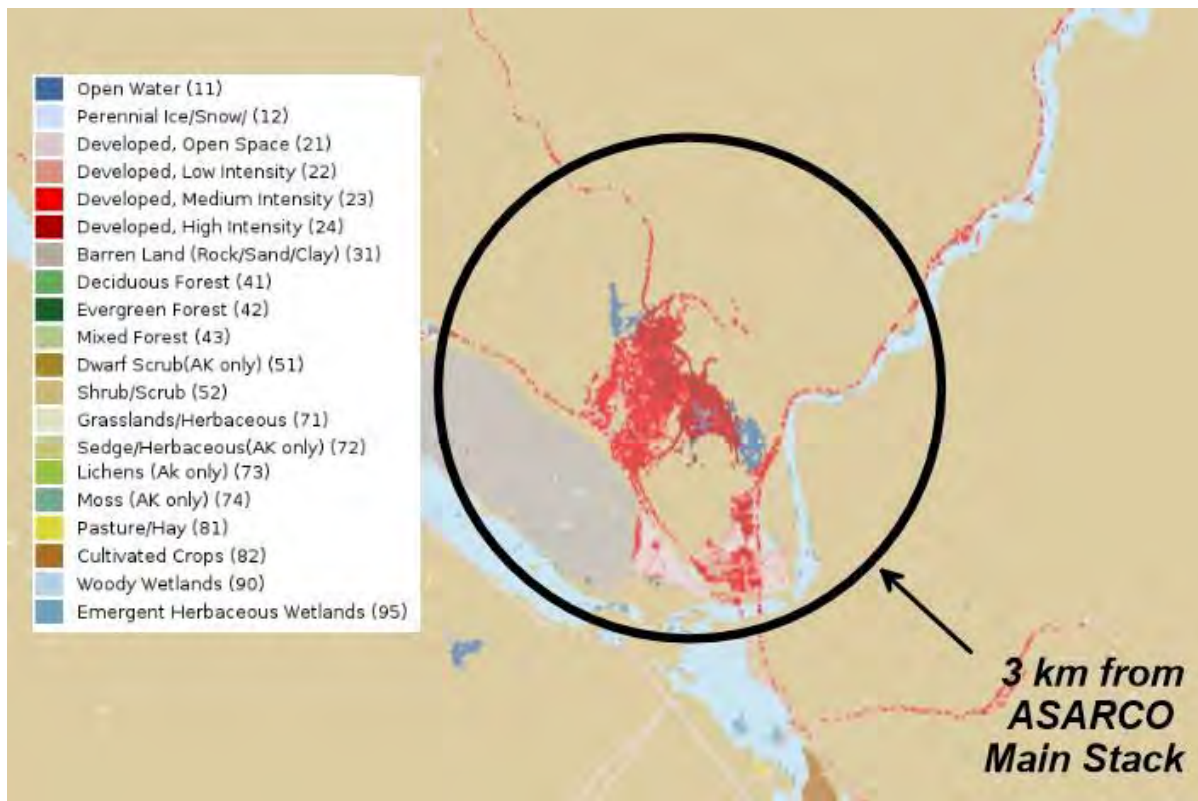 Open Water (11)
Perennial Ice/Snow/ (12)
Developed, Open Space (21)
Developed, Low Intensity (22)
Developed, Medium Intensity (23)
Developed, High Intensity (24)
Barren Land (Rock/Sand/Clay) (31)
Deciduous Forest (41)
Evergreen Forest (42)
Mixed Forest (43)
Dwarf Scrub(AK only) (51)
Shrub/Scrub (52)
Grasslands/Herbaceous (71)
Sedge/Herbaceous(AK only) (72)
Lichens (Ak only) (73)
Moss (AK only) (74)
Pasture/Hay (81)
Cultivated Crops (82)
Woody Wetlands (90)
Emergent Herbaceous Wetlands (95)
3 km from
ASARCO
Main Stack